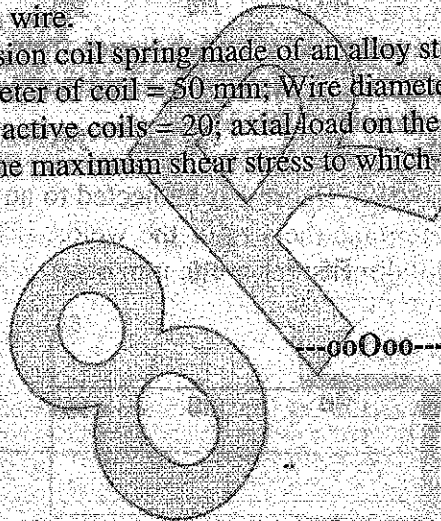 wire.
sion coil spring made of an alloy st
eter of coil = 50 mm; Wire diamete
active coils = 20; axial load on the
he maximum shear stress to which
---ooOoo---